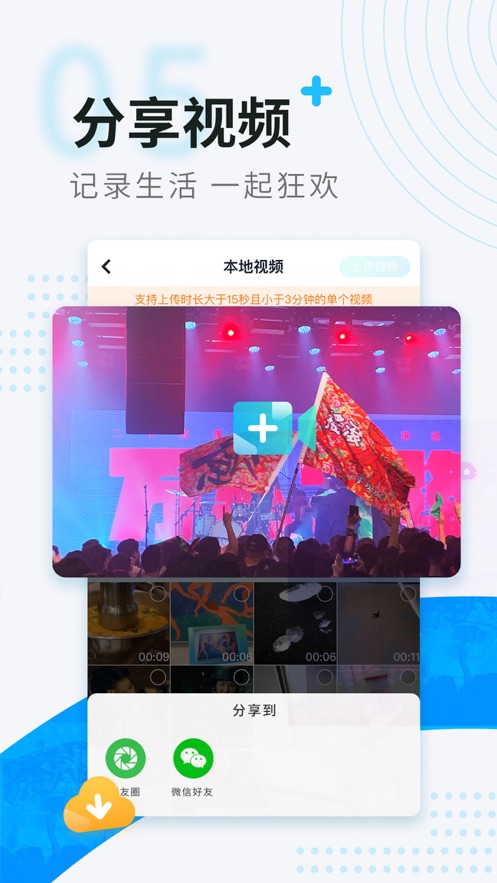 05
分享视频
记录生活 一起狂欢
本地视频
上传视频
支持上传时长大于15秒且小于3分钟的单个视频
00:09
00:06
00:06
00:11
分享到
友圈
微信好友